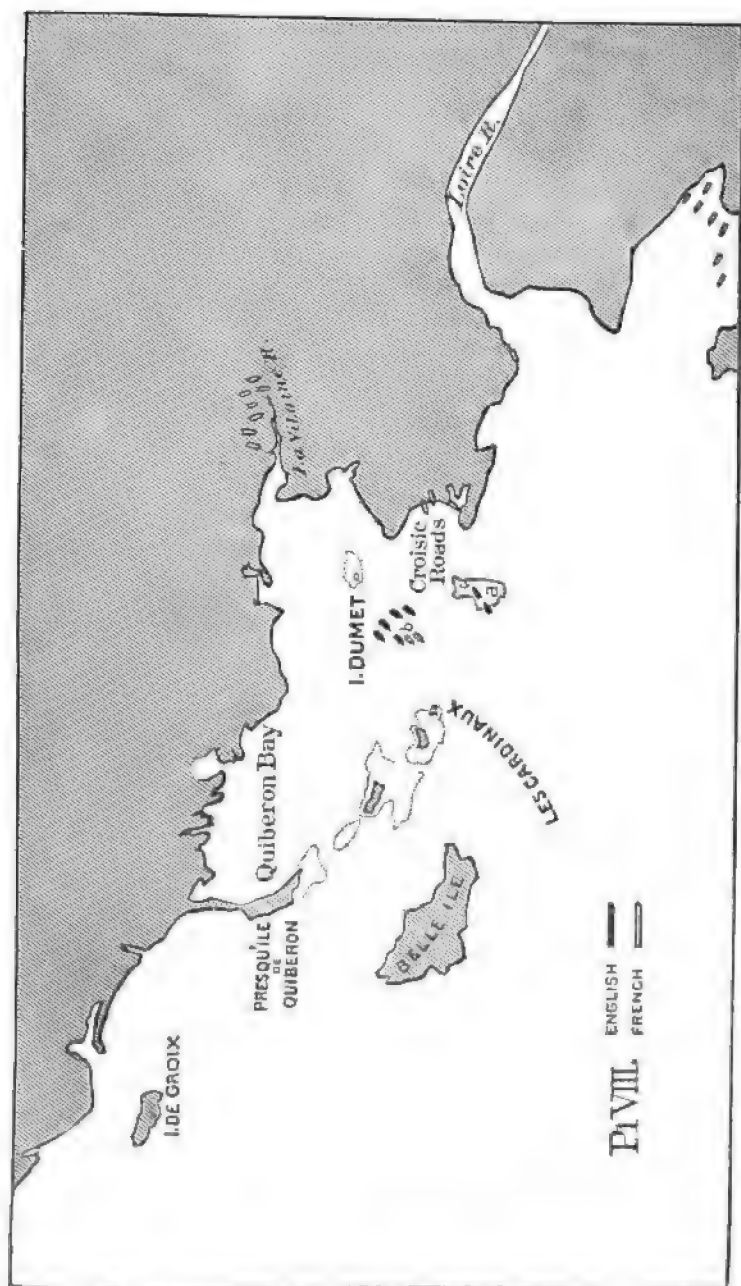 I. DE GROIX
PRESQU'ILE
DE
QUIBERON
Quiberon Bay
BELLE ILE
LES CARDINAUX
I. DUMET
b
Croisic
Roads
a
La Vilaine R.
Loire R.
Pl VIII.
ENGLISH
FRENCH